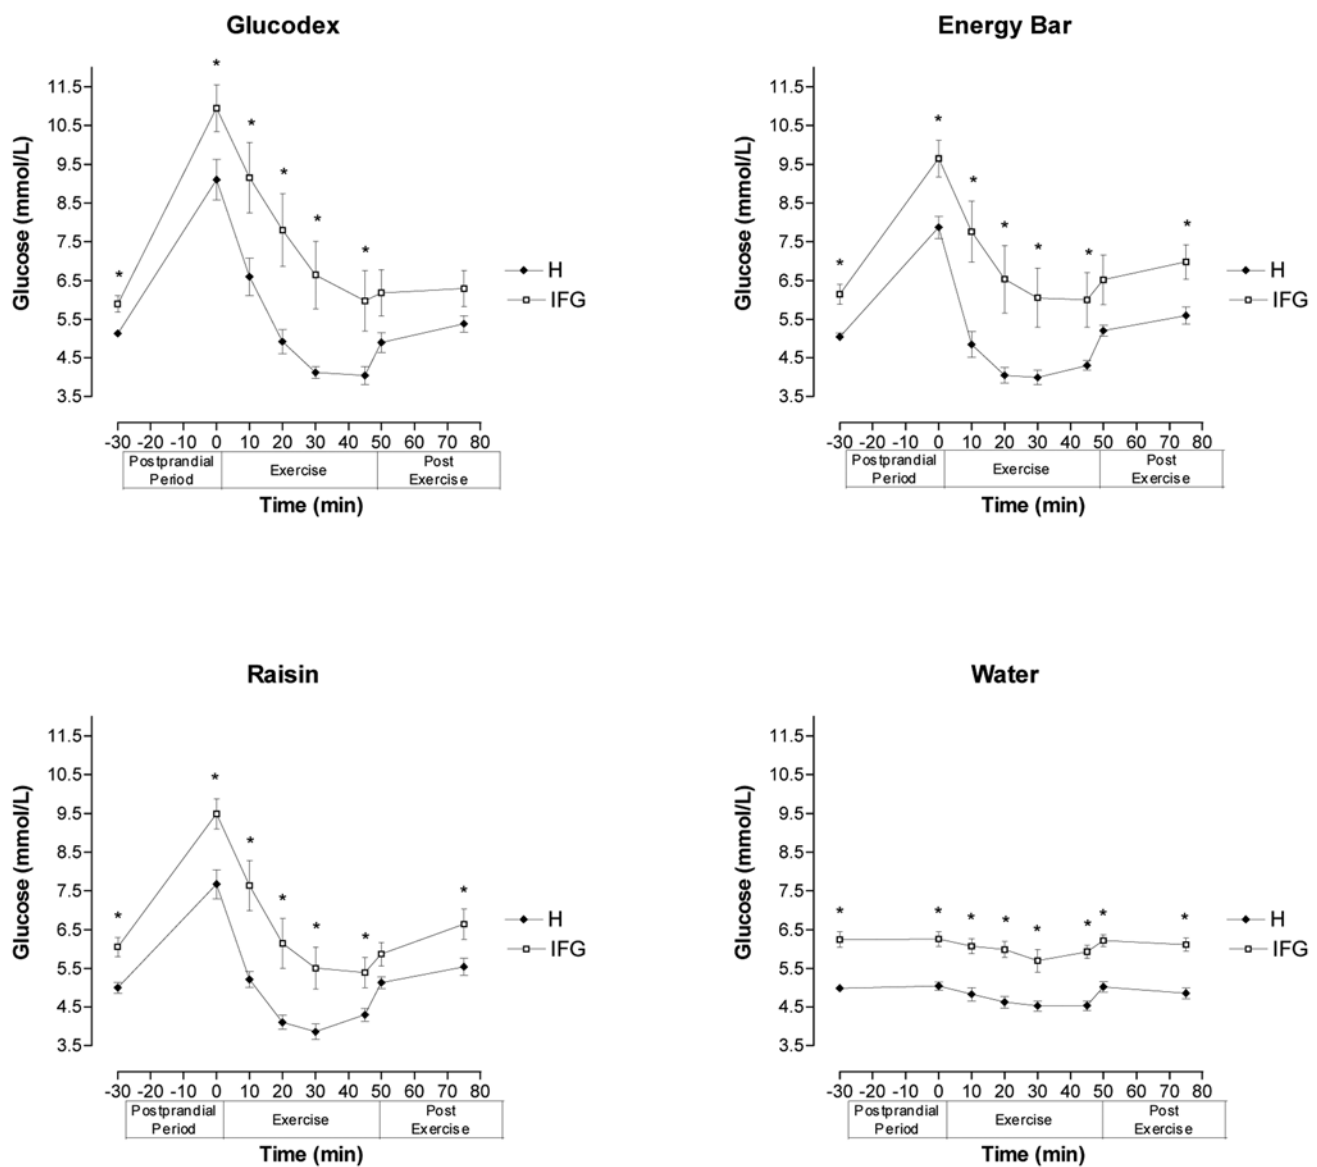 Glucodex
*
11.5
10.5
9.5
8.5
7.5
6.5
5.5
4.5
3.5
Glucose (mmol/L)
* * * * * *
H
IFG
-30 -20 -10 0 10 20 30 40 50 60 70 80
Postprandial Period
Exercise
Post Exercise
Time (min)
Energy Bar
11.5
10.5
9.5
8.5
7.5
6.5
5.5
4.5
3.5
Glucose (mmol/L)
* * * * * * *
H
IFG
-30 -20 -10 0 10 20 30 40 50 60 70 80
Postprandial Period
Exercise
Post Exercise
Time (min)
Raisin
11.5
10.5
9.5
8.5
7.5
6.5
5.5
4.5
3.5
Glucose (mmol/L)
* * * * * * *
H
IFG
-30 -20 -10 0 10 20 30 40 50 60 70 80
Postprandial Period
Exercise
Post Exercise
Time (min)
Water
11.5
10.5
9.5
8.5
7.5
6.5
5.5
4.5
3.5
Glucose (mmol/L)
* * * * * * * *
H
IFG
-30 -20 -10 0 10 20 30 40 50 60 70 80
Postprandial Period
Exercise
Post Exercise
Time (min)